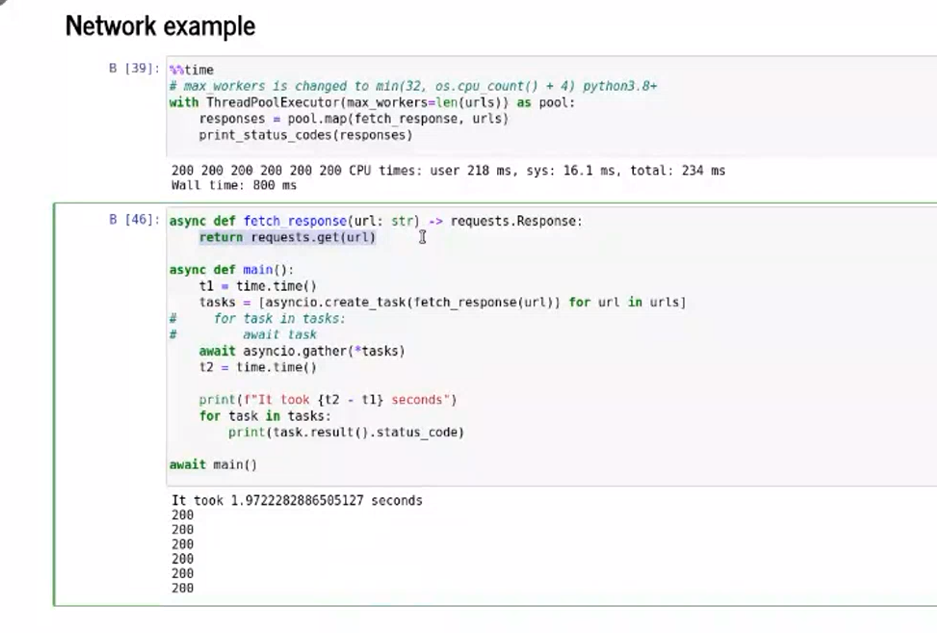 Network example
B [39]: %%time
# max_workers is changed to min(32, os.cpu_count() + 4) python3.8+
with ThreadPoolExecutor(max_workers=len(urls)) as pool:
    responses = pool.map(fetch_response, urls)
    print_status_codes(responses)
200 200 200 200 200 200 CPU times: user 218 ms, sys: 16.1 ms, total: 234 ms
Wall time: 800 ms
B [46]: async def fetch_response(url: str) -> requests.Response:
    return requests.get(url)
async def main():
    t1 = time.time()
    tasks = [asyncio.create_task(fetch_response(url)) for url in urls]
#     for task in tasks:
#         await task
    await asyncio.gather(*tasks)
    t2 = time.time()
    print(f"It took {t2 - t1} seconds")
    for task in tasks:
        print(task.result().status_code)
await main()
It took 1.9722282886505127 seconds
200
200
200
200
200
200